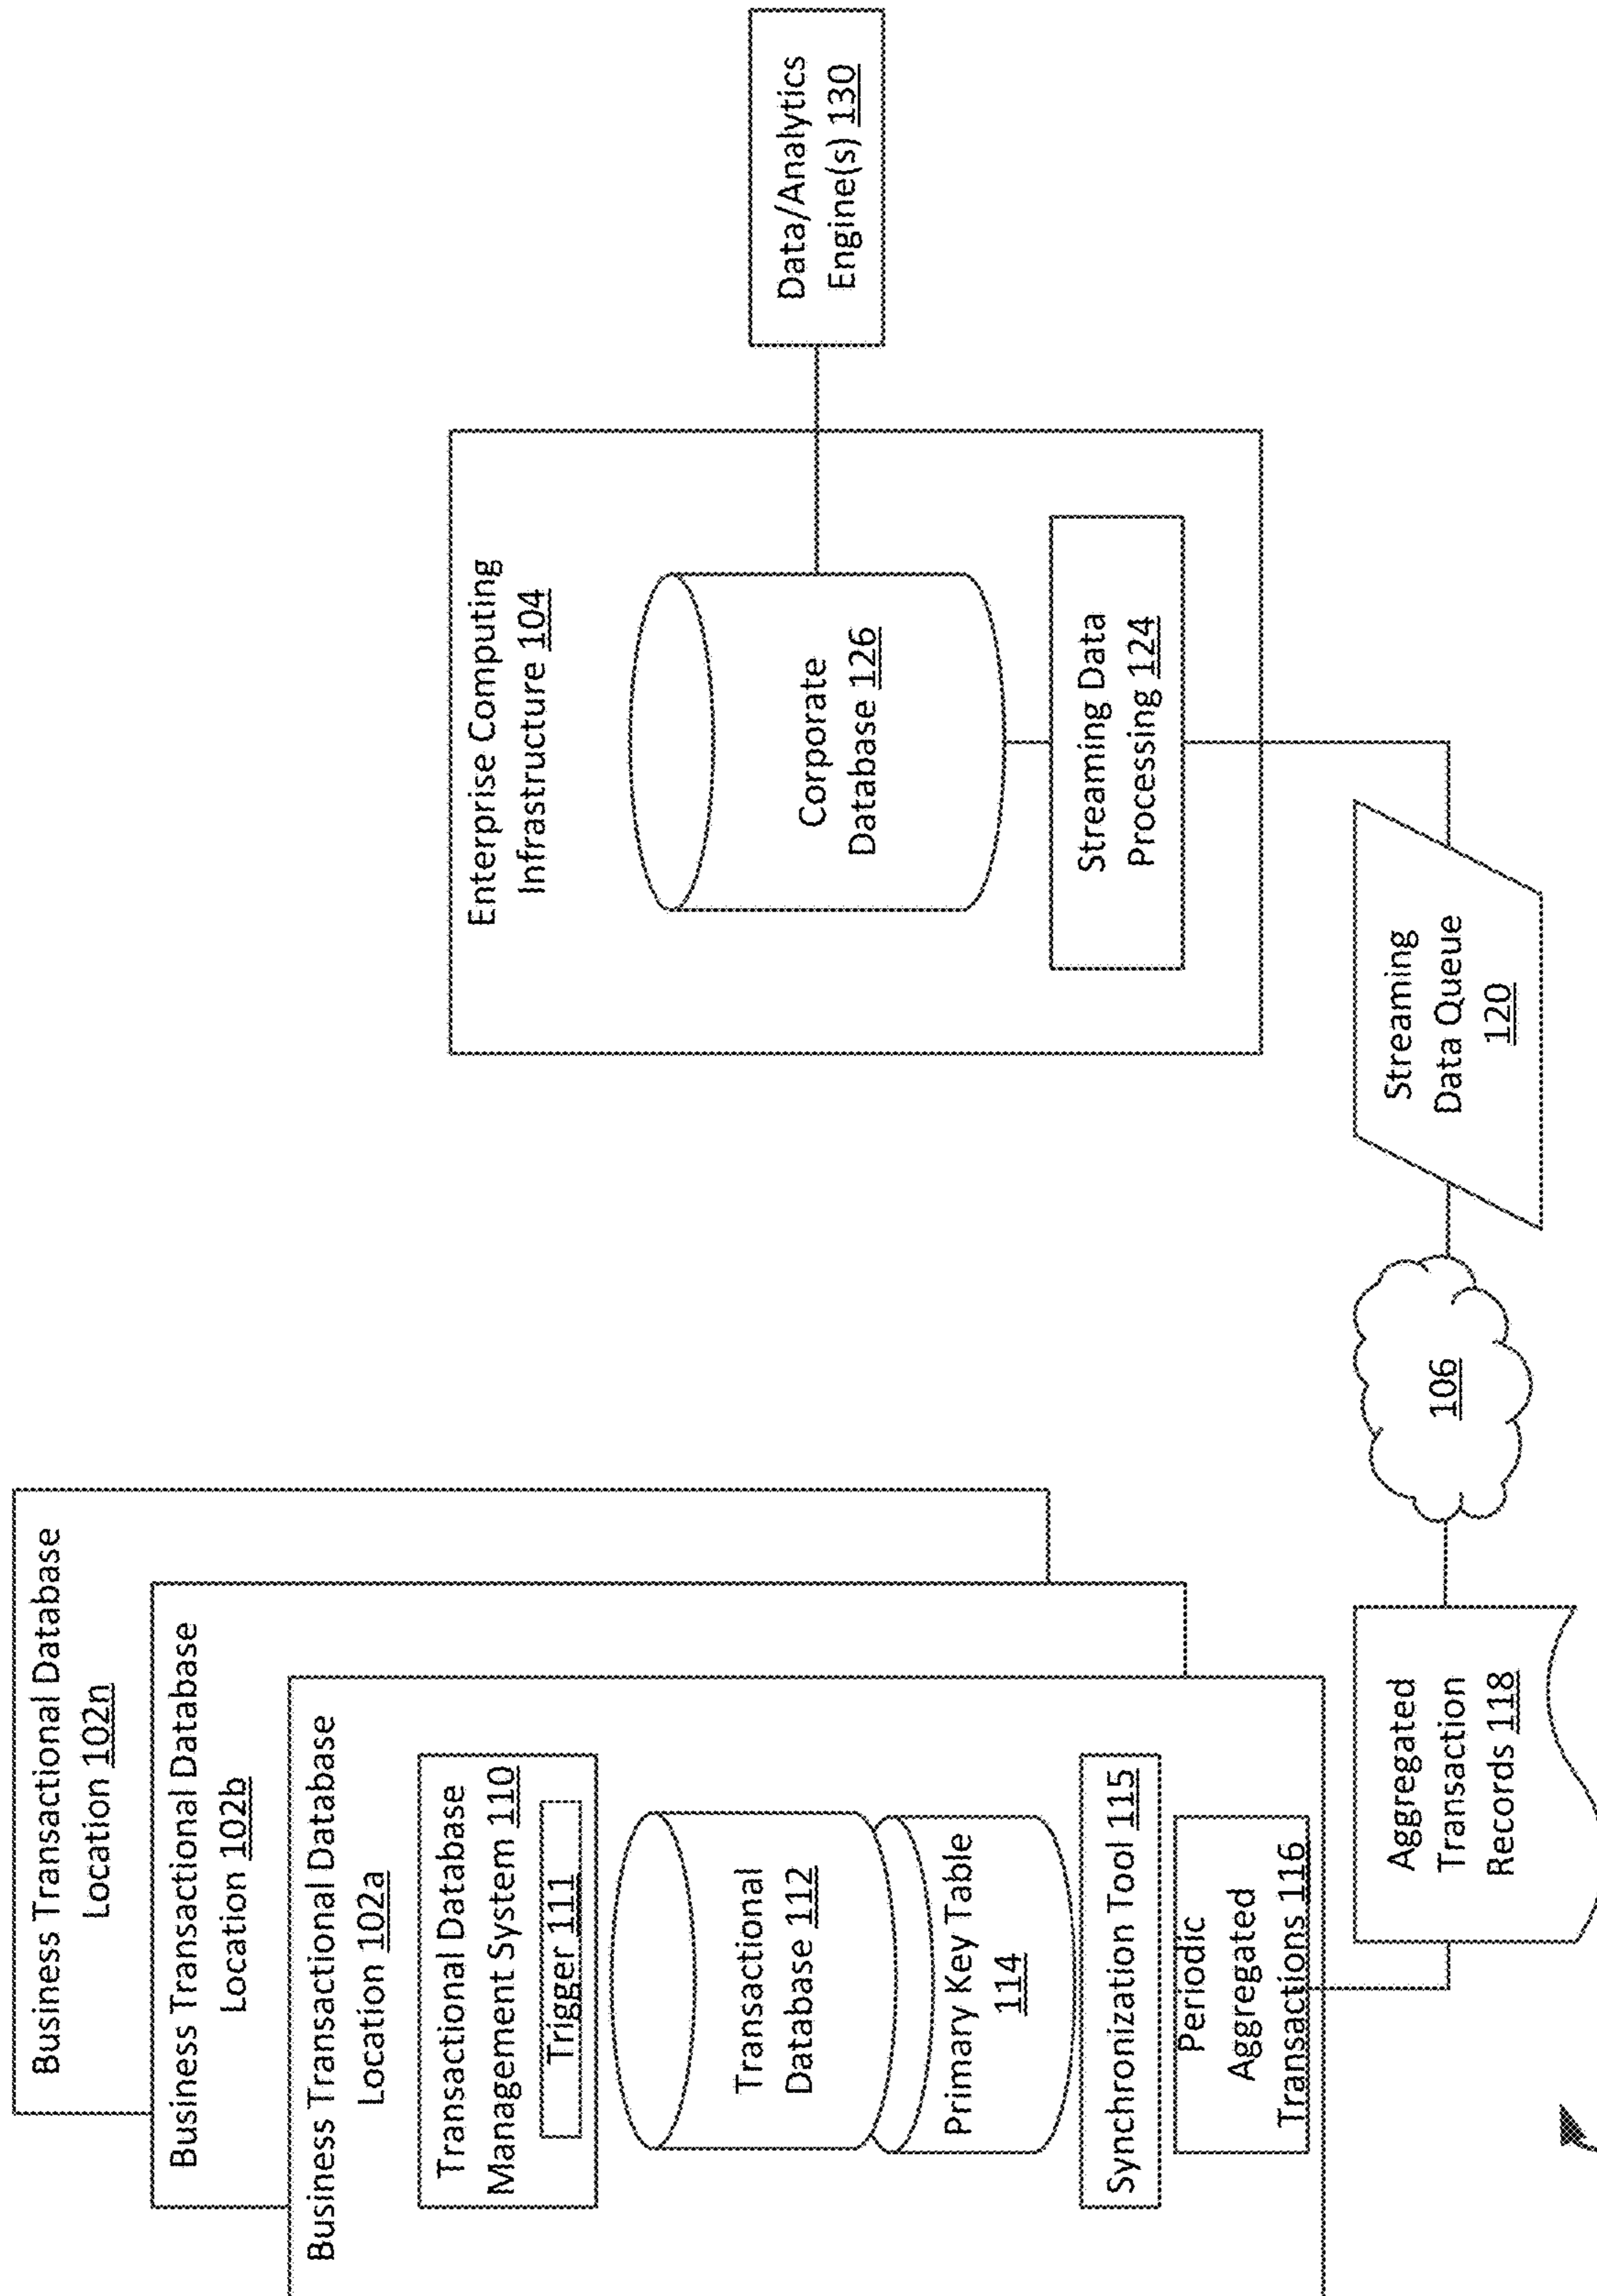 Business Transactional Database
Location 102n
Business Transactional Database
Location 102b
Business Transactional Database
Location 102a
Transactional Database
Management System 110
Trigger 111
Transactional
Database 112
Primary Key Table
114
Synchronization Tool 115
Periodic
Aggregated
Transactions 116
Aggregated
Transaction
Records 118
106
Streaming
Data Queue
120
Enterprise Computing
Infrastructure 104
Corporate
Database 126
Streaming Data
Processing 124
Data/Analytics
Engine(s) 130